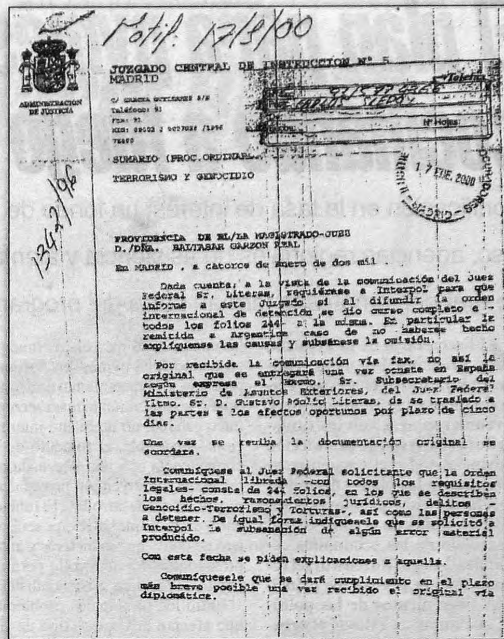 Notif. 17/1/00
JUZGADO CENTRAL DE INSTRUCCION Nº 5
MADRID
ADMINISTRACION
DE JUSTICIA
C/ GARCIA GUTIERREZ S/N
Teléfono: 91
Fax: 91
NIG:
Nº Hojas
SUMARIO (PROC.ORDINAR
TERRORISMO Y GENOCIDIO
17 ENE. 2000
PROVIDENCIA DE EL/LA MAGISTRADO-JUEZ
D./DÑA. BALTASAR GARZON REAL
En MADRID, a catorce de enero de dos mil
Dada cuenta; a la vista de la comunicación del Juez
Federal Sr. Literas, requiérase a Interpol para que
informe a este Juzgado si al difundir la orden
internacional de detención se dio curso completo a
todos los folios -244- a la misma. En particular la
remitida a Argentina caso de no haberse hecho
explíquense las causas y subsánese la omisión.
Por recibida la comunicación vía fax, no así la
original que se entregará una vez conste en España
según expresa el Excmo. Sr. Subsecretario del
Ministerio de Asuntos Exteriores, del Juez Federal
Iltmo. Sr. D. Gustavo Adolfo Literas, de se traslado a
las partes a los efectos oportunos por plazo de cinco
días.
Una vez se reciba la documentación original se
acordará.
Comuníquese al Juez Federal solicitante que la Orden
Internacional librada -con todos los requisitos
legales- consta de 244 folios, en los que se describen
los hechos, razonamientos jurídicos, delitos -
Genocidio-Terrorismo y Torturas-, así como las personas
a detener. De igual forma indíquesele que se solicitó a
Interpol la subsanación de algún error material
producido.
Con esta fecha se piden explicaciones a aquella.
Comuníquesele que se dará cumplimiento en el plazo
más breve posible una vez recibido el original vía
diplomática.